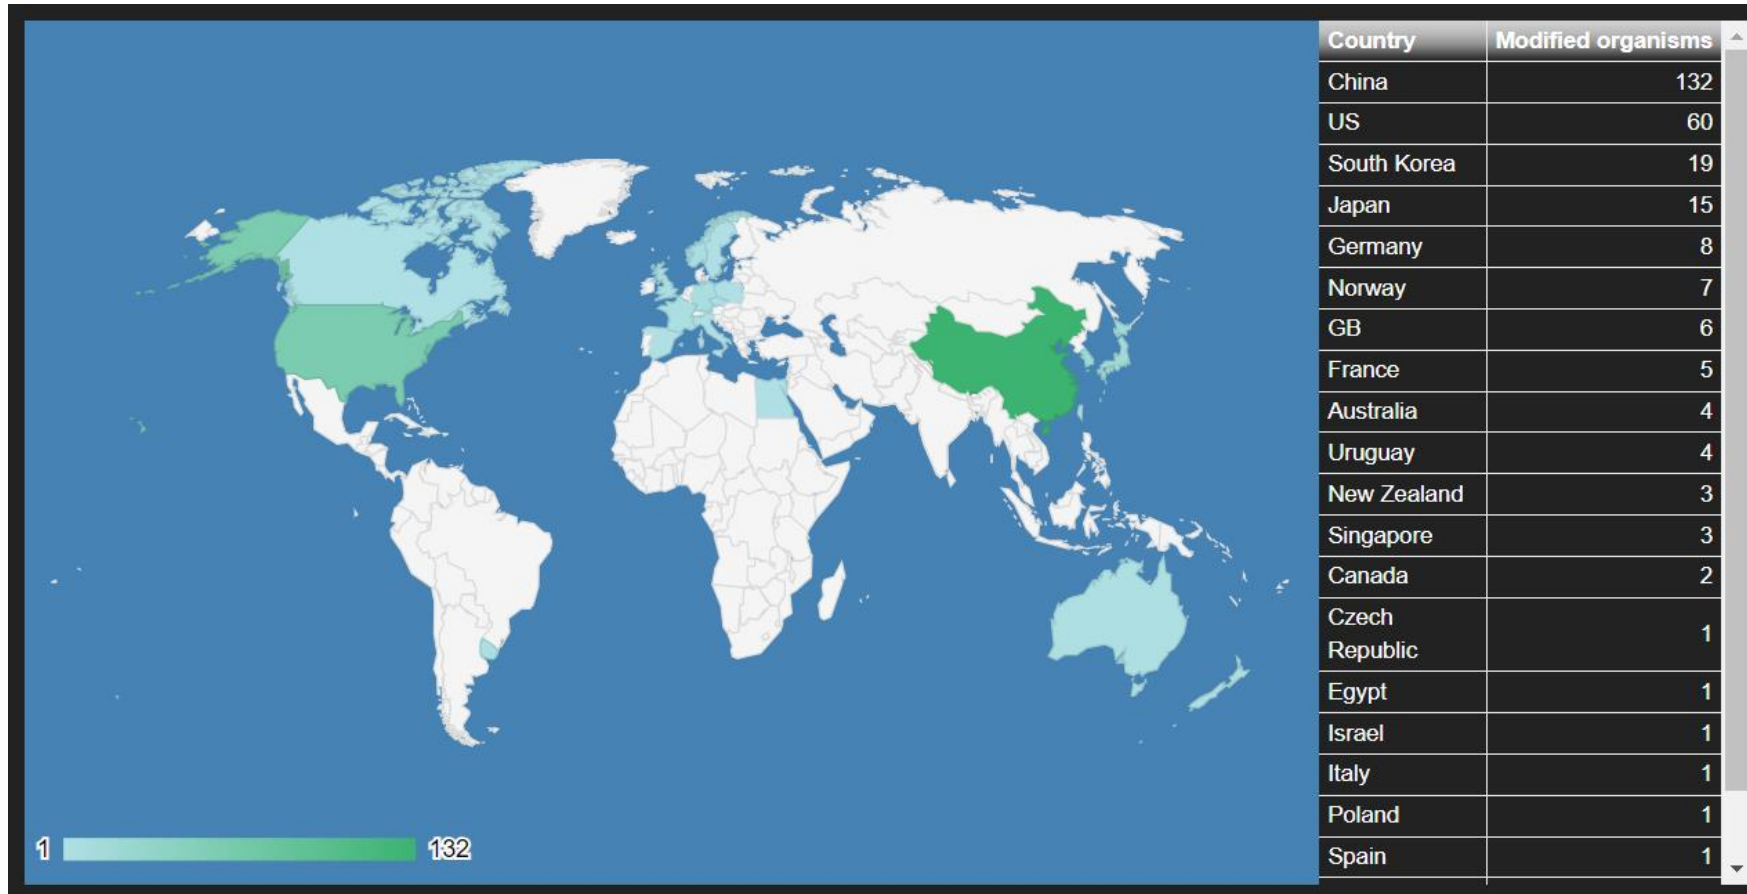 Country Modified organisms
China 132
US 60
South Korea 19
Japan 15
Germany 8
Norway 7
GB 6
France 5
Australia 4
Uruguay 4
New Zealand 3
Singapore 3
Canada 2
Czech
Republic 1
Egypt 1
Israel 1
Italy 1
Poland 1
Spain 1
1 132